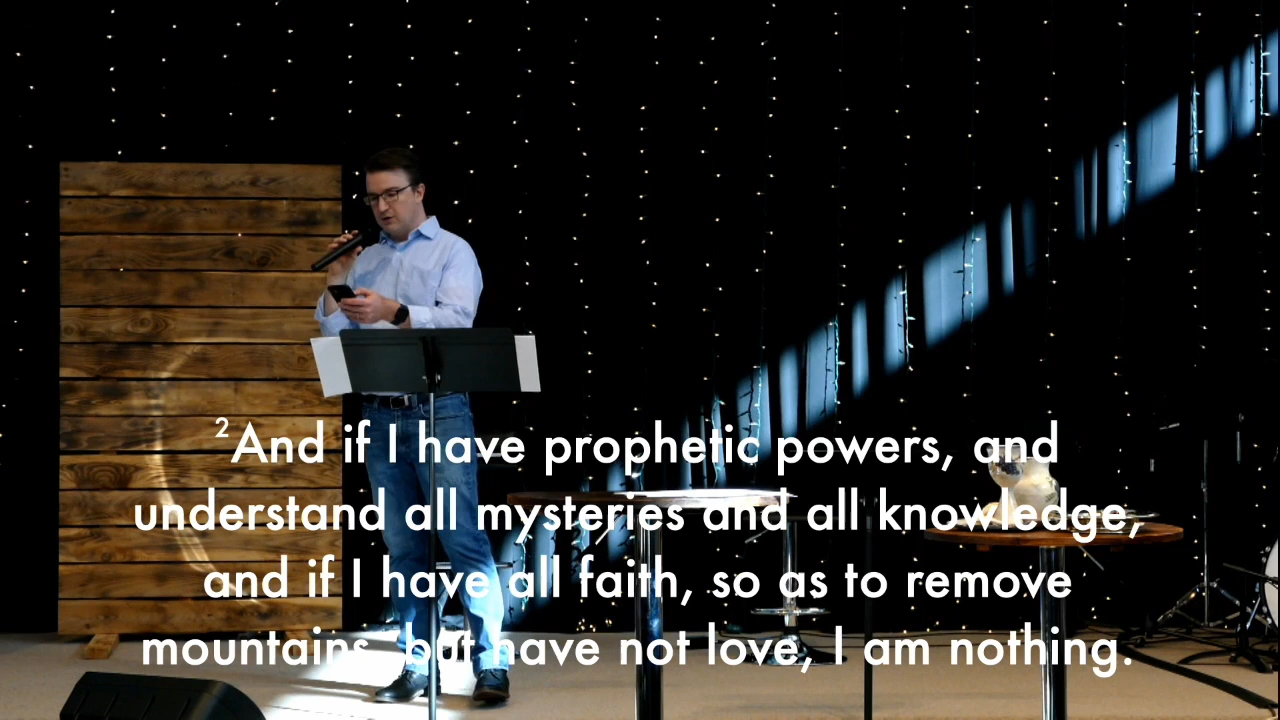 ²And if I have prophetic powers, and
understand all mysteries and all knowledge,
and if I have all faith, so as to remove
mountains, but have not love, I am nothing.